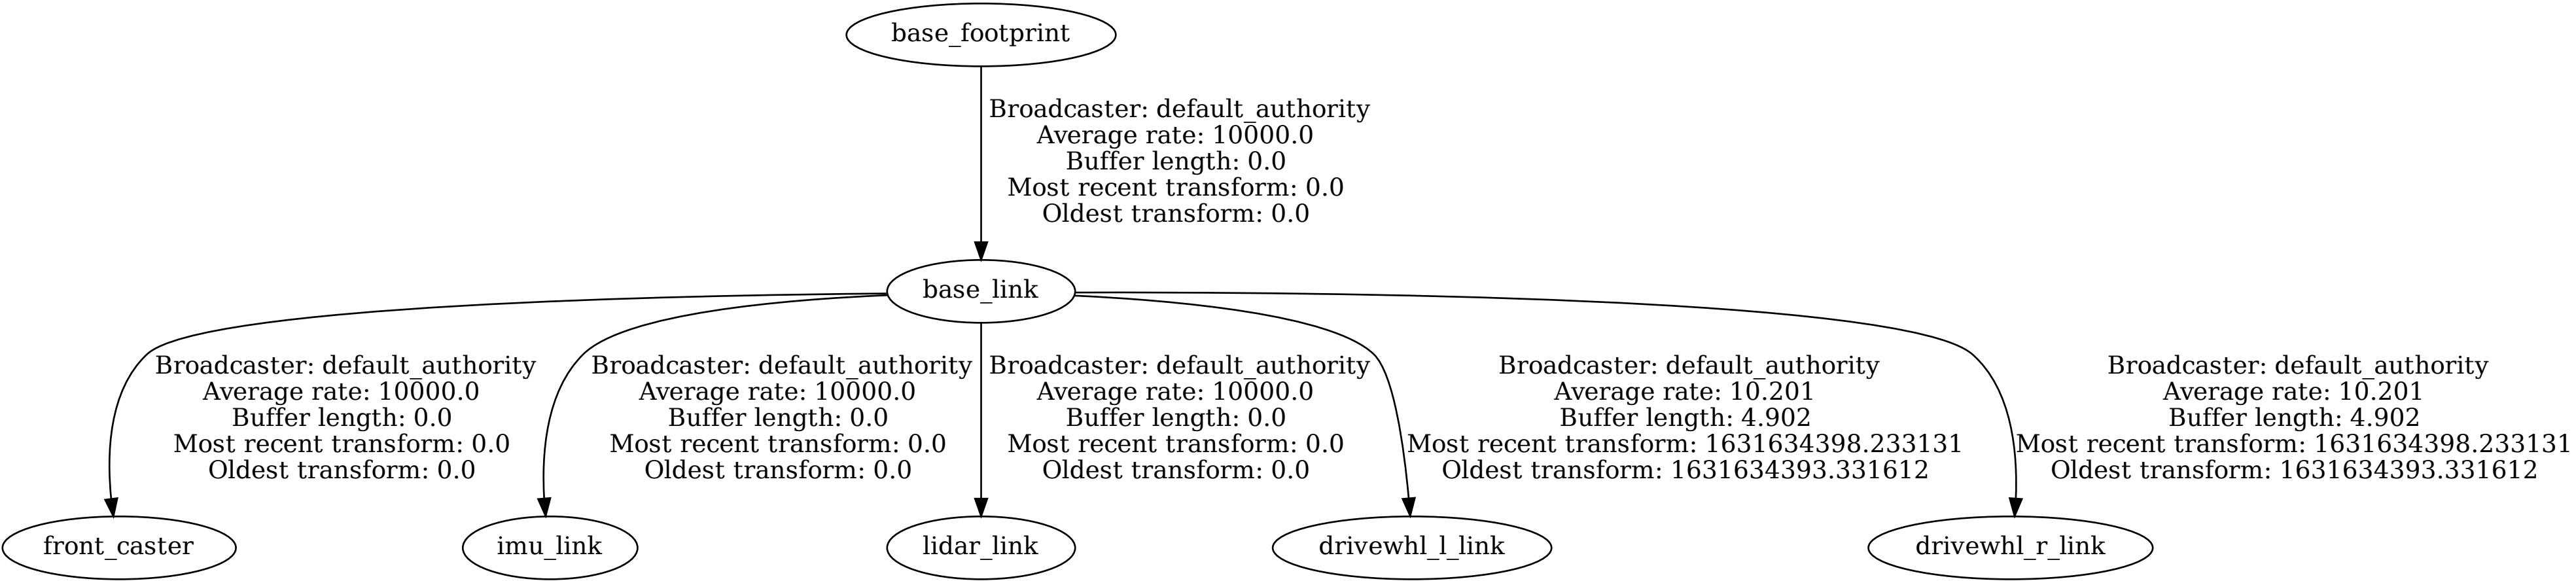 base_footprint
Broadcaster: default_authority
Average rate: 10000.0
Buffer length: 0.0
Most recent transform: 0.0
Oldest transform: 0.0
base_link
Broadcaster: default_authority
Average rate: 10000.0
Buffer length: 0.0
Most recent transform: 0.0
Oldest transform: 0.0
Broadcaster: default_authority
Average rate: 10000.0
Buffer length: 0.0
Most recent transform: 0.0
Oldest transform: 0.0
Broadcaster: default_authority
Average rate: 10000.0
Buffer length: 0.0
Most recent transform: 0.0
Oldest transform: 0.0
Broadcaster: default_authority
Average rate: 10.201
Buffer length: 4.902
Most recent transform: 1631634398.233131
Oldest transform: 1631634393.331612
Broadcaster: default_authority
Average rate: 10.201
Buffer length: 4.902
Most recent transform: 1631634398.233131
Oldest transform: 1631634393.331612
front_caster
imu_link
lidar_link
drivewhl_l_link
drivewhl_r_link